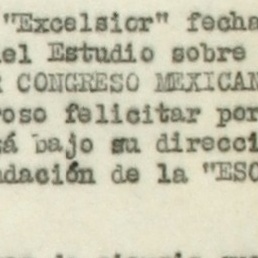 "Excelsior" fecha
el Estudio sobre
CONGRESO MEXICAN
oso felicitar por
á bajo su direcci
dación de la "ESC